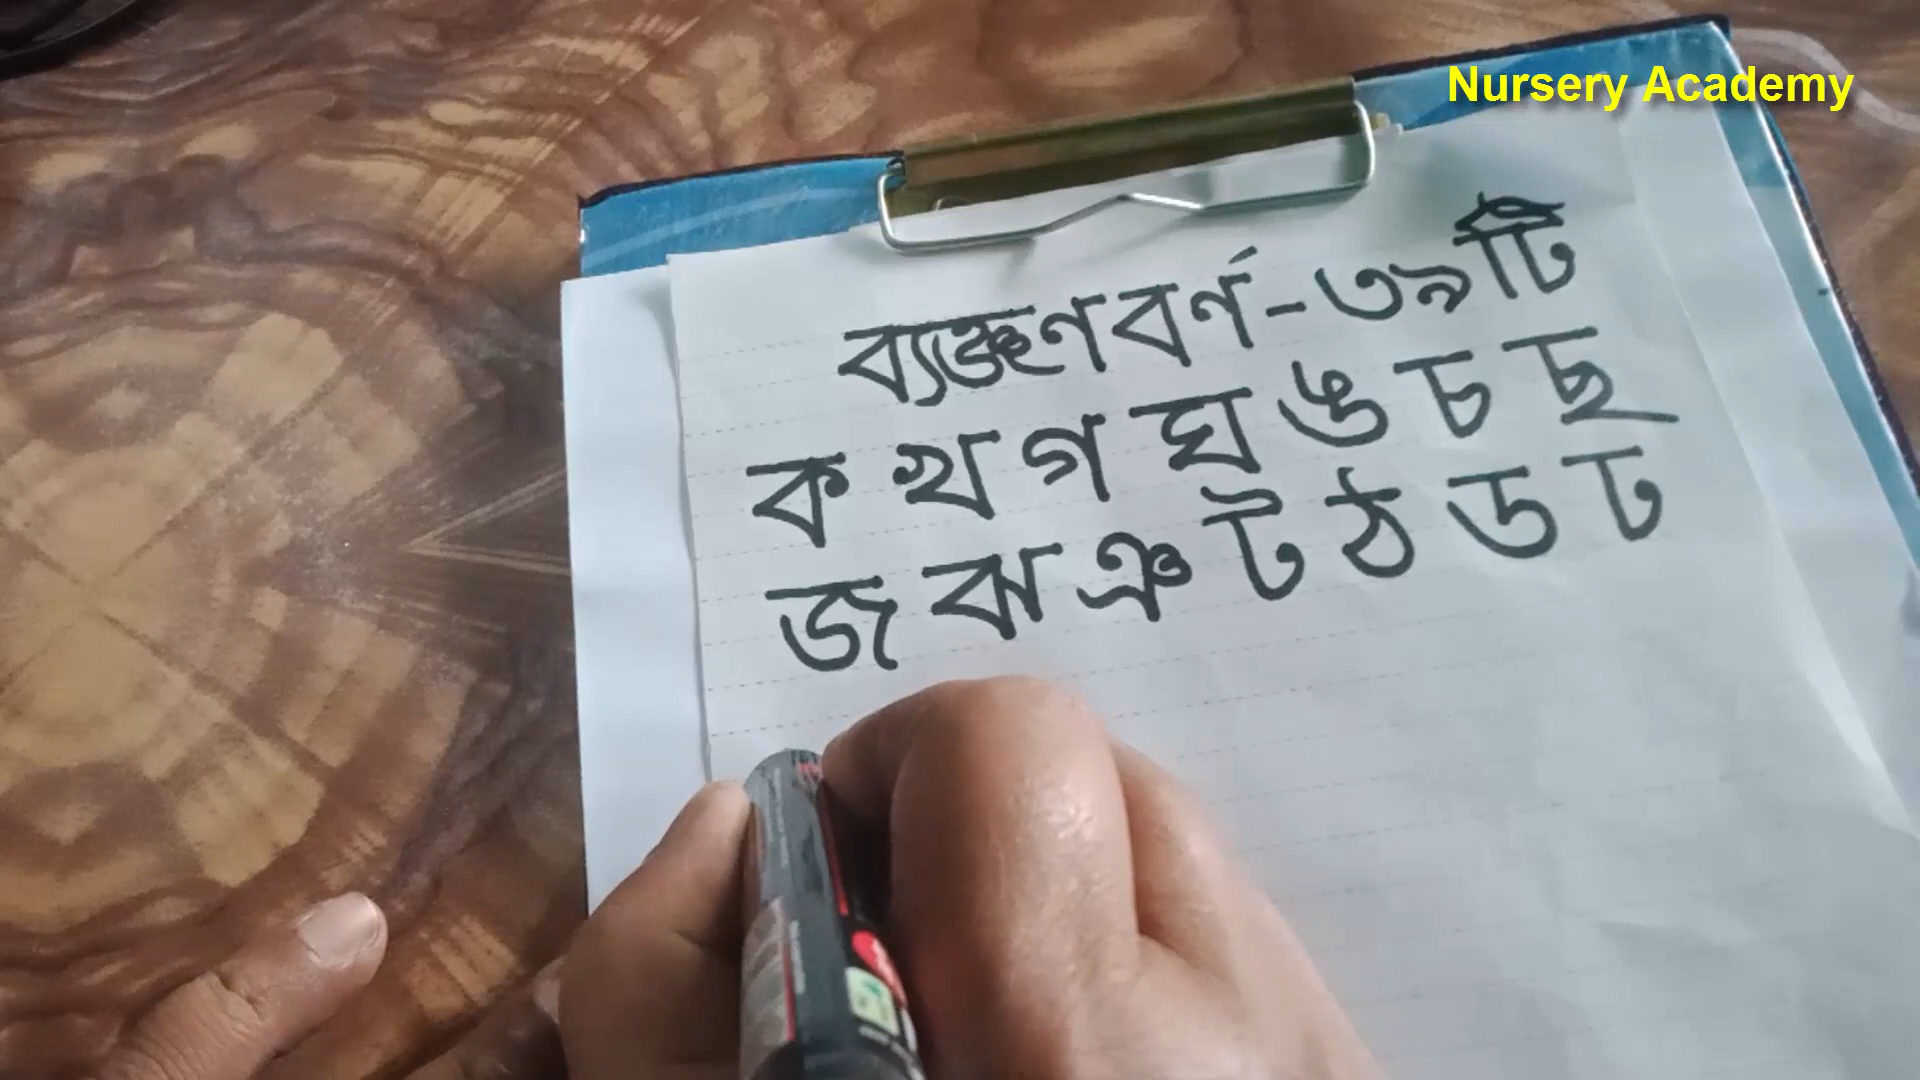 Nursery Academy
ব্যঞ্জণবর্ণ-৩৯টি
ক খ গ ঘ ঙ চ ছ
জ ঝ ঞ ট ঠ ড ঢ